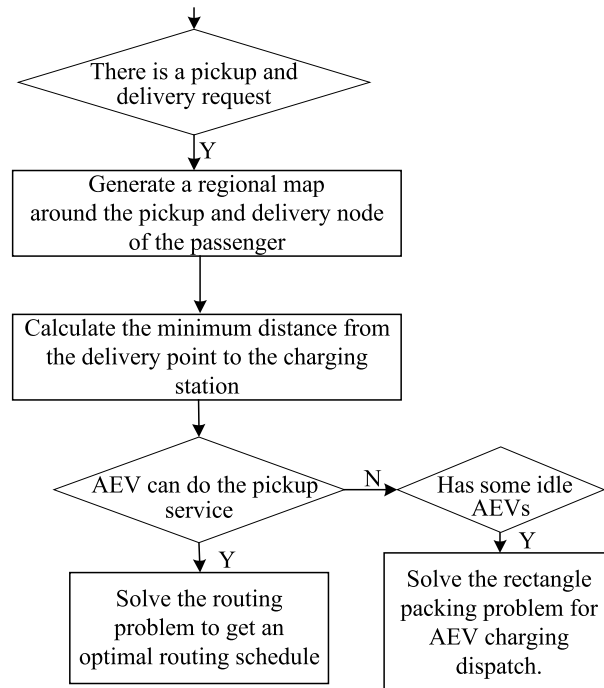 There is a pickup and
delivery request
Y
Generate a regional map
around the pickup and delivery node
of the passenger
Calculate the minimum distance from
the delivery point to the charging
station
AEV can do the pickup
service
N
Has some idle
AEVs
Y
Y
Solve the routing
problem to get an
optimal routing schedule
Solve the rectangle
packing problem for
AEV charging
dispatch.